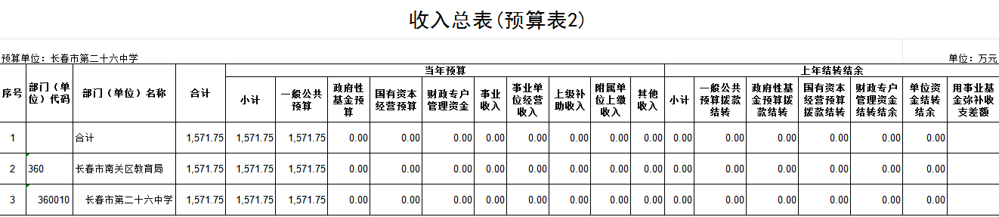 收入总表(预算表2)
预算单位：长春市第二十六中学 单位：万元
序号 部门（单位）代码 部门（单位）名称 合计 当年预算 上年结转结余
小计 一般公共预算 政府性基金预算 国有资本经营预算 财政专户管理资金 事业收入 事业单位经营收入 上级补助收入 附属单位上缴收入 其他收入 小计 一般公共预算拨款结转 政府性基金预算拨款结转 国有资本经营预算拨款结转 财政专户管理资金结转结余 单位资金结转结余 用事业基金弥补收支差额
1 合计 1,571.75 1,571.75 1,571.75 0.00 0.00 0.00 0.00 0.00 0.00 0.00 0.00 0.00 0.00 0.00 0.00 0.00 0.00
2 360 长春市南关区教育局 1,571.75 1,571.75 1,571.75 0.00 0.00 0.00 0.00 0.00 0.00 0.00 0.00 0.00 0.00 0.00 0.00 0.00 0.00
3 360010 长春市第二十六中学 1,571.75 1,571.75 1,571.75 0.00 0.00 0.00 0.00 0.00 0.00 0.00 0.00 0.00 0.00 0.00 0.00 0.00 0.00